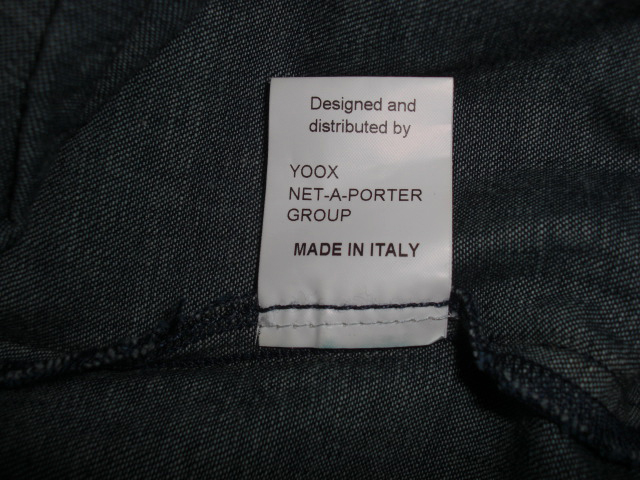 Designed and
distributed by
YOOX
NET-A-PORTER
GROUP
MADE IN ITALY